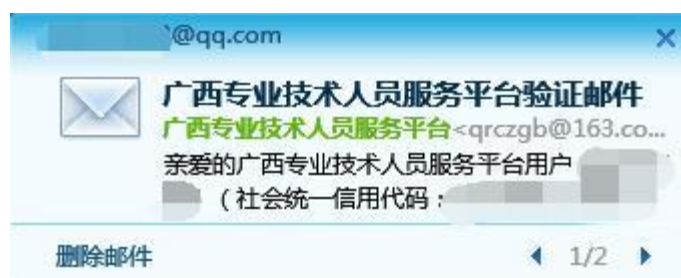 @qq.com
广西专业技术人员服务平台验证邮件
广西专业技术人员服务平台<qrczgb@163.co...
亲爱的广西专业技术人员服务平台用户
（社会统一信用代码：
删除邮件
1/2